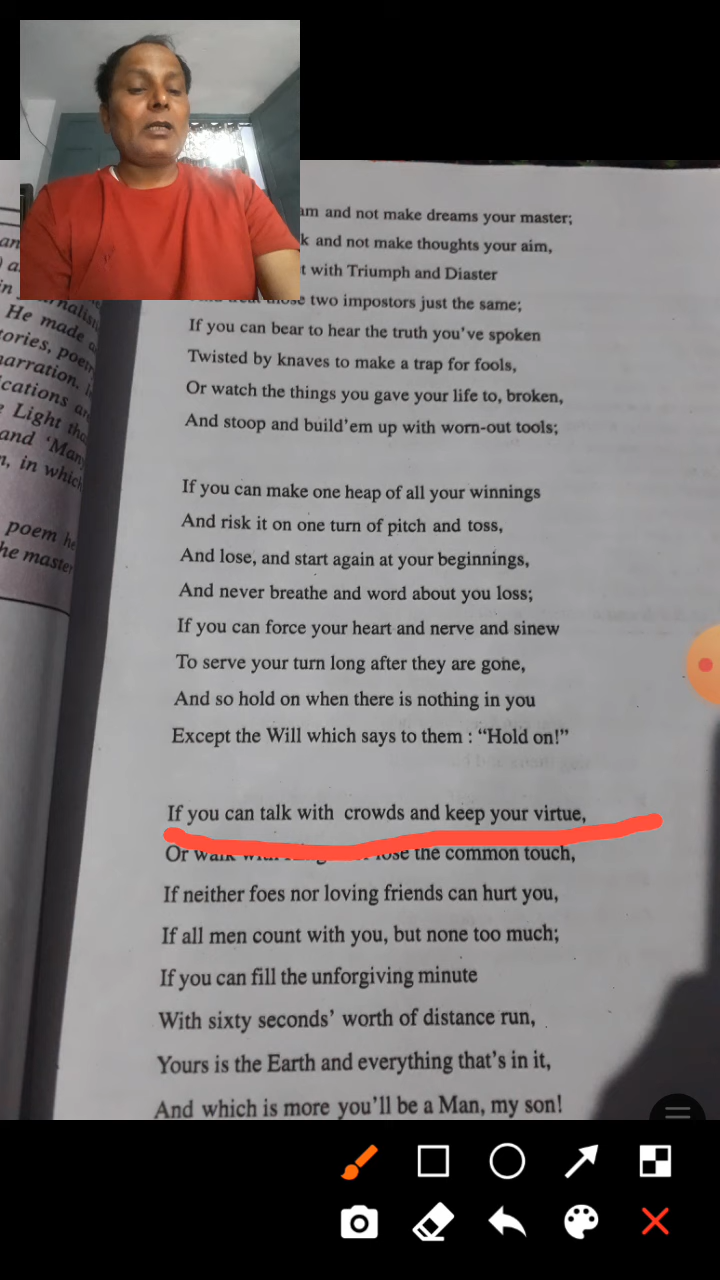 in
He made
Light
and 'Man
in which
poem he
master
and not make dreams your master;
and not make thoughts your aim,
with Triumph and Diaster
those two impostors just the same;
If you can bear to hear the truth you've spoken
Twisted by knaves to make a trap for fools,
Or watch the things you gave your life to, broken,
And stoop and build'em up with worn-out tools;
If you can make one heap of all your winnings
And risk it on one turn of pitch and toss,
And lose, and start again at your beginnings,
And never breathe and word about you loss;
If you can force your heart and nerve and sinew
To serve your turn long after they are gone,
And so hold on when there is nothing in you
Except the Will which says to them : “Hold on!”
If you can talk with crowds and keep your virtue,
Or walk with lose the common touch,
If neither foes nor loving friends can hurt you,
If all men count with you, but none too much;
If you can fill the unforgiving minute
With sixty seconds' worth of distance run,
Yours is the Earth and everything that's in it,
And which is more you'll be a Man, my son!